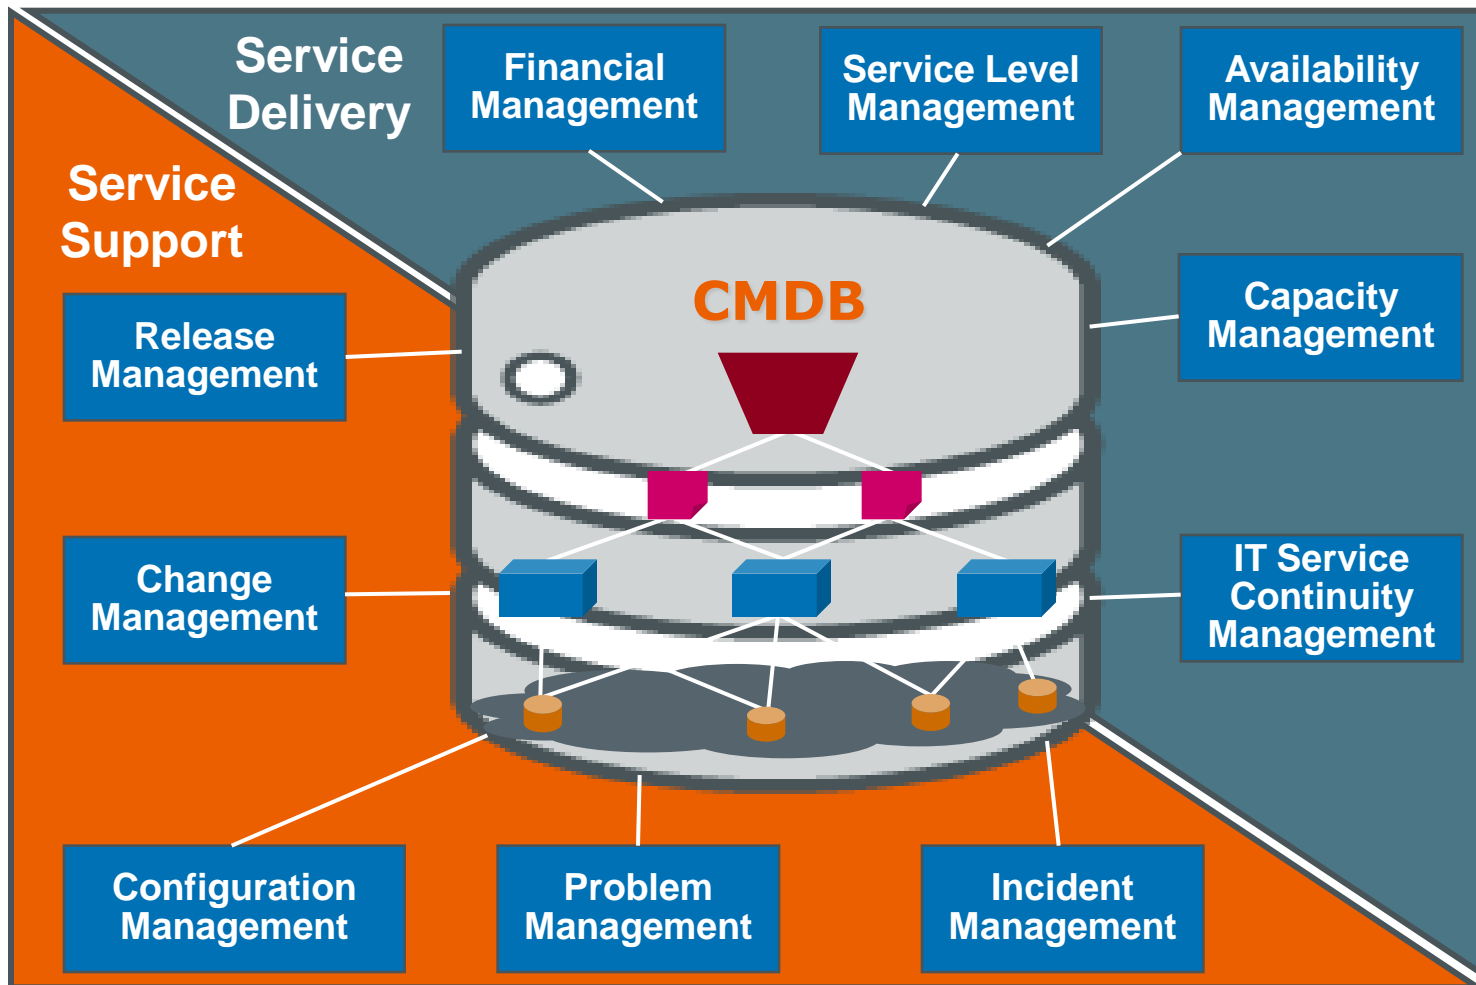 Service
Delivery
Financial
Management
Service Level
Management
Availability
Management
Service
Support
CMDB
Capacity
Management
Release
Management
Change
Management
IT Service
Continuity
Management
Configuration
Management
Problem
Management
Incident
Management